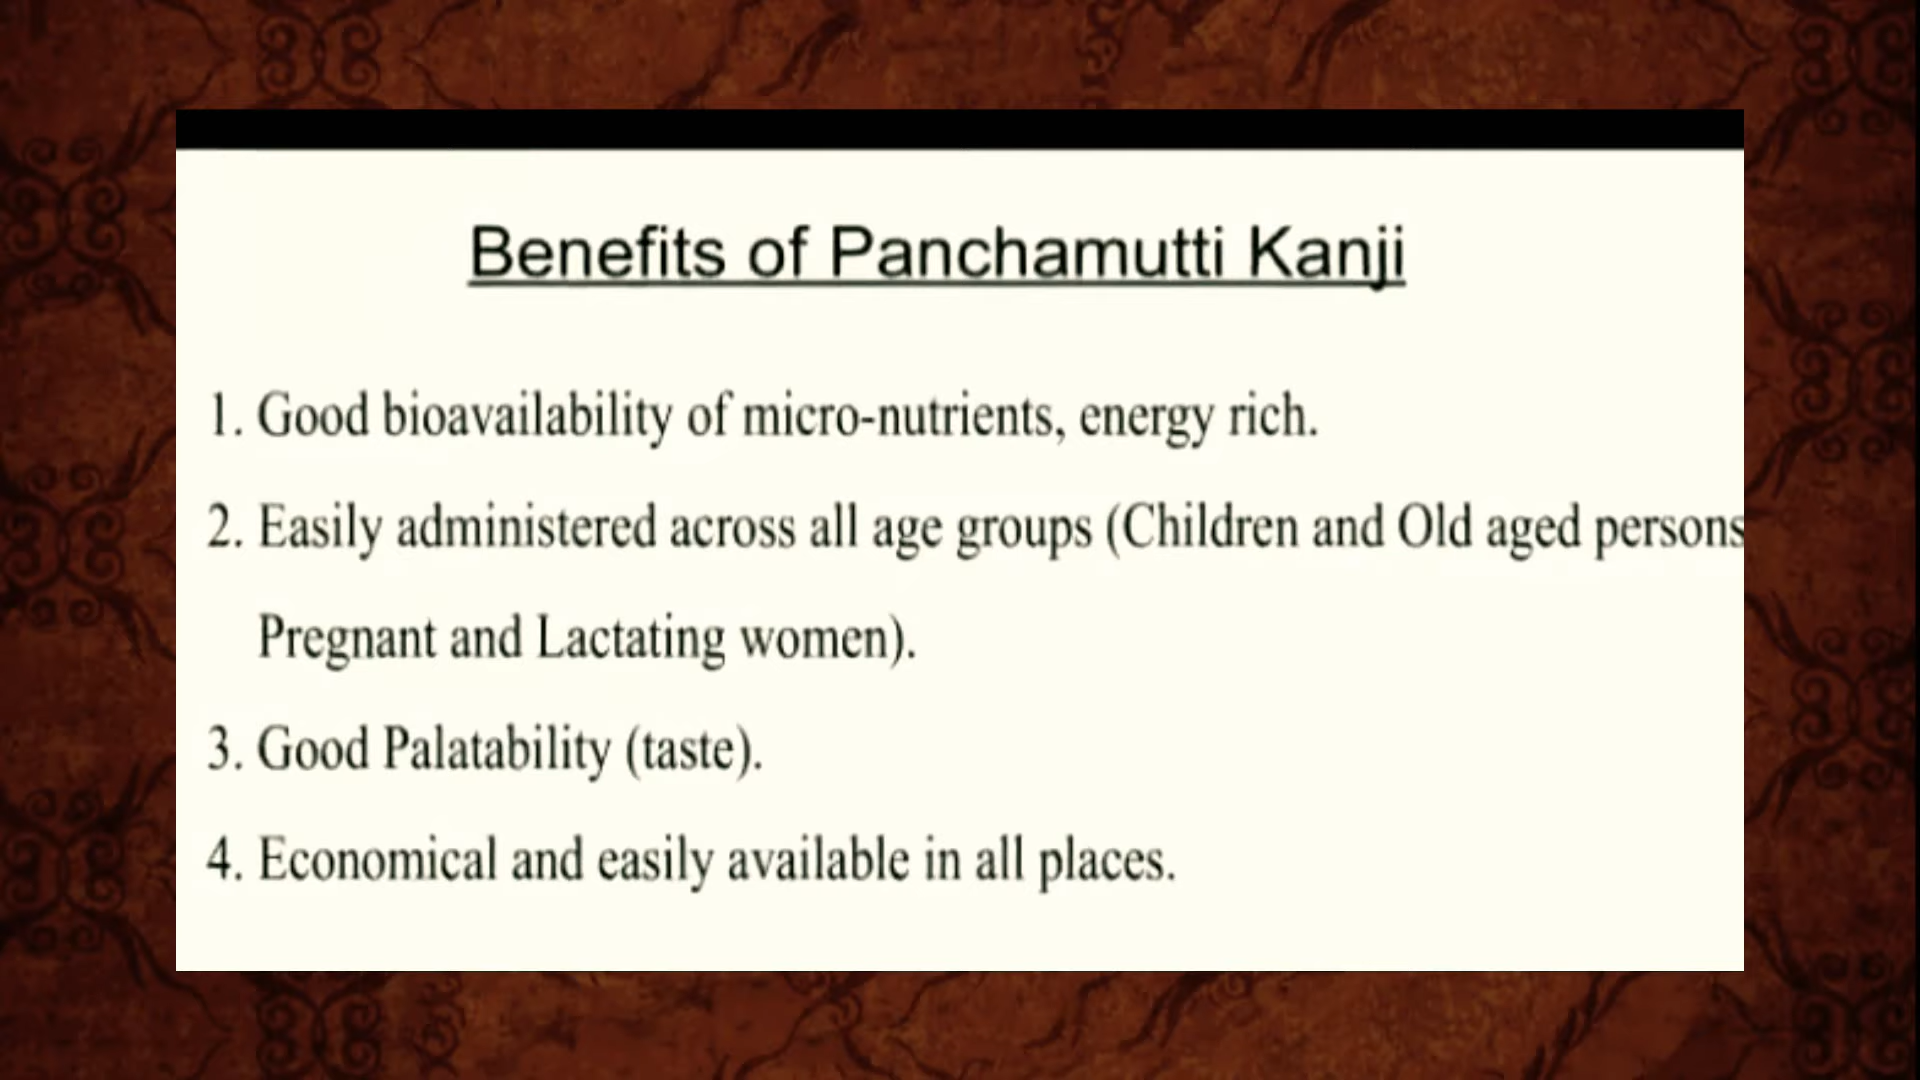 Benefits of Panchamutti Kanji
1. Good bioavailability of micro-nutrients, energy rich.
2. Easily administered across all age groups (Children and Old aged persons
Pregnant and Lactating women).
3. Good Palatability (taste).
4. Economical and easily available in all places.